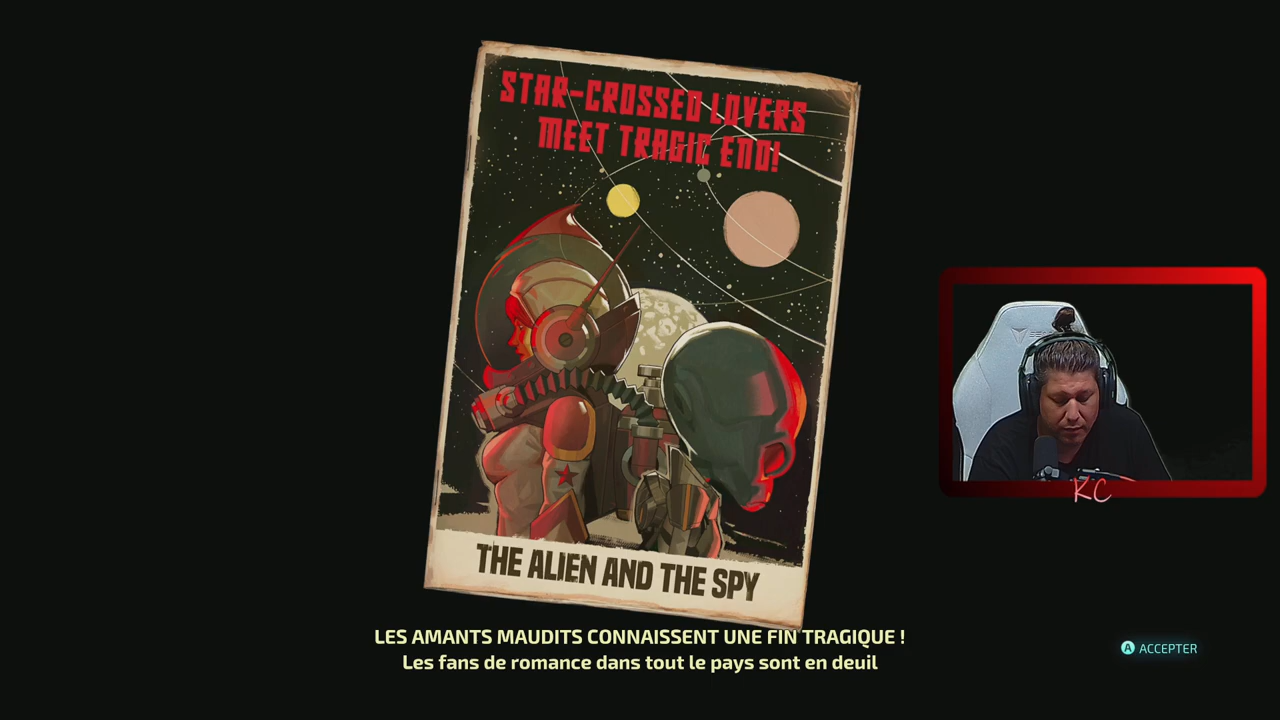 STAR-CROSSED LOVERS
MEET TRAGIC END!
THE ALIEN AND THE SPY
LES AMANTS MAUDITS CONNAISSENT UNE FIN TRAGIQUE !
Les fans de romance dans tout le pays sont en deuil
A ACCEPTER
KC